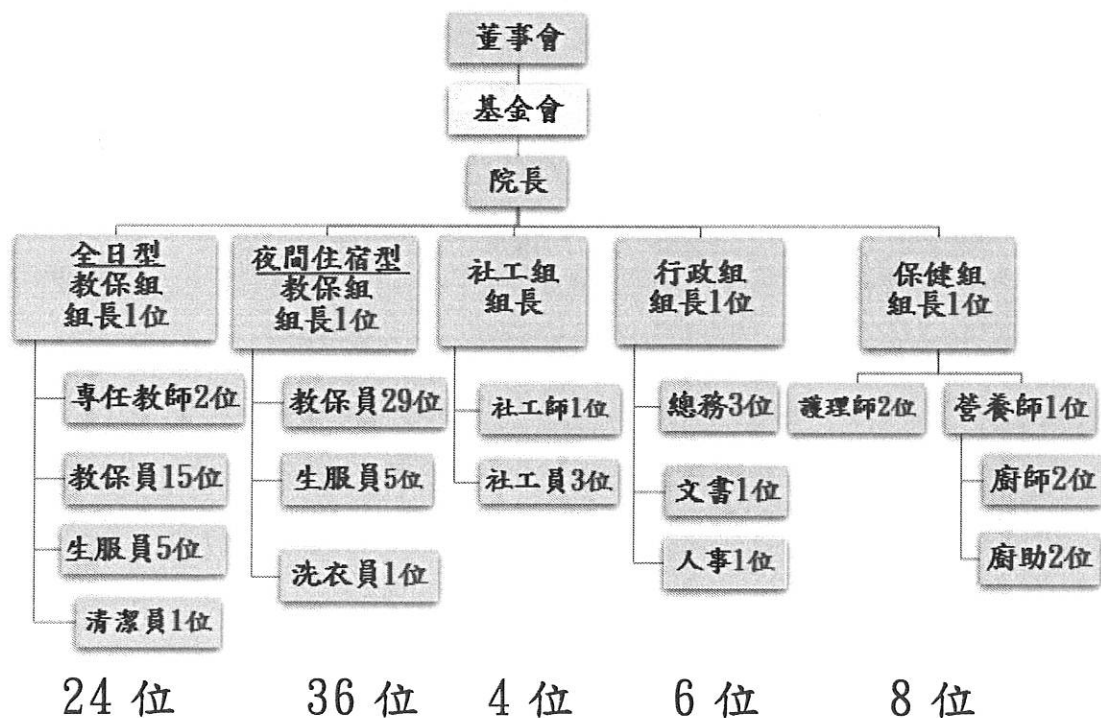 董事會
基金會
院長
全日型
教保組
組長1位
專任教師2位
教保員15位
生服員5位
清潔員1位
24位
夜間住宿型
教保組
組長1位
教保員29位
生服員5位
洗衣員1位
36位
社工組
組長
社工師1位
社工員3位
4位
行政組
組長1位
總務3位
文書1位
人事1位
6位
保健組
組長1位
護理師2位
營養師1位
廚師2位
廚助2位
8位